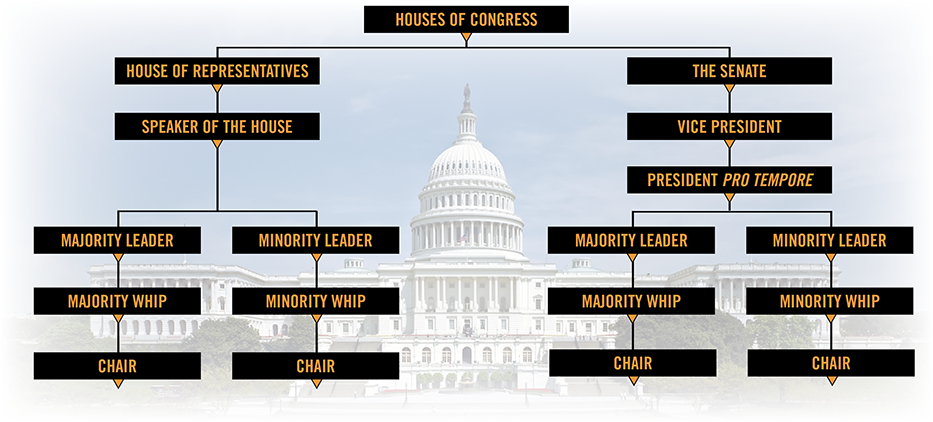 HOUSES OF CONGRESS
HOUSE OF REPRESENTATIVES
THE SENATE
SPEAKER OF THE HOUSE
VICE PRESIDENT
PRESIDENT PRO TEMPORE
MAJORITY LEADER
MINORITY LEADER
MAJORITY LEADER
MINORITY LEADER
MAJORITY WHIP
MINORITY WHIP
MAJORITY WHIP
MINORITY WHIP
CHAIR
CHAIR
CHAIR
CHAIR